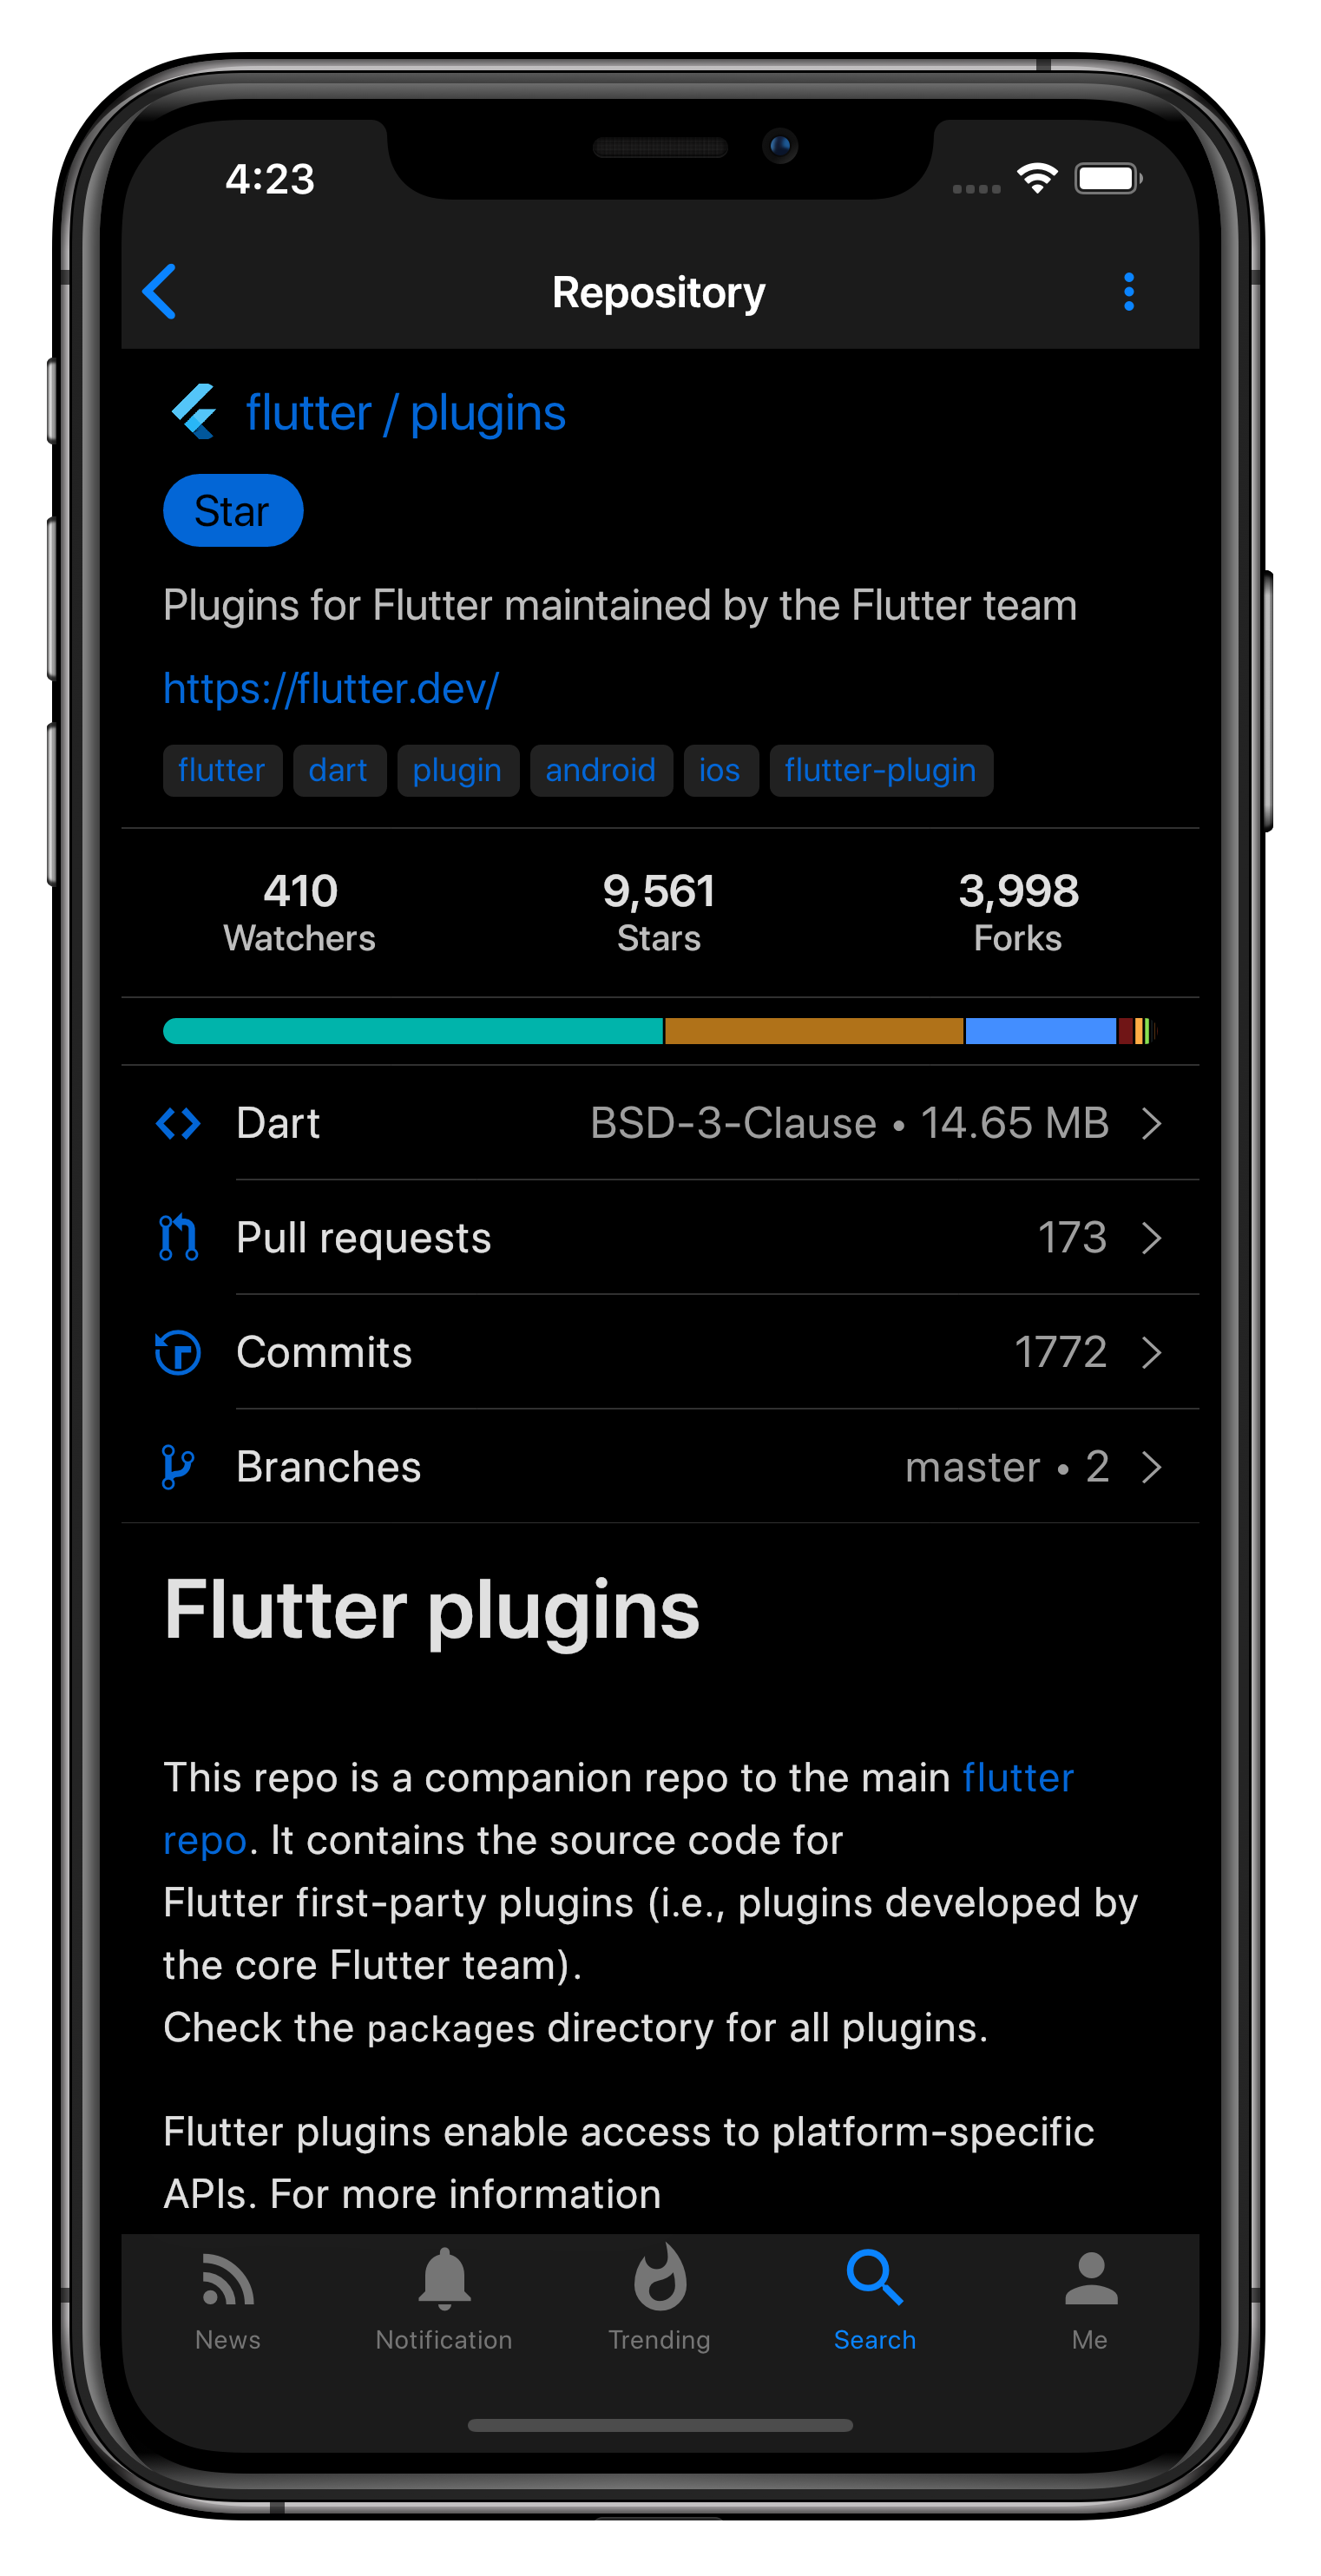 4:23
Repository
flutter / plugins
Star
Plugins for Flutter maintained by the Flutter team
https://flutter.dev/
flutter dart plugin android ios flutter-plugin
410 9,561 3,998
Watchers Stars Forks
Dart BSD-3-Clause • 14.65 MB
Pull requests 173
Commits 1772
Branches master • 2
Flutter plugins
This repo is a companion repo to the main flutter
repo. It contains the source code for
Flutter first-party plugins (i.e., plugins developed by
the core Flutter team).
Check the packages directory for all plugins.
Flutter plugins enable access to platform-specific
APIs. For more information
News Notification Trending Search Me